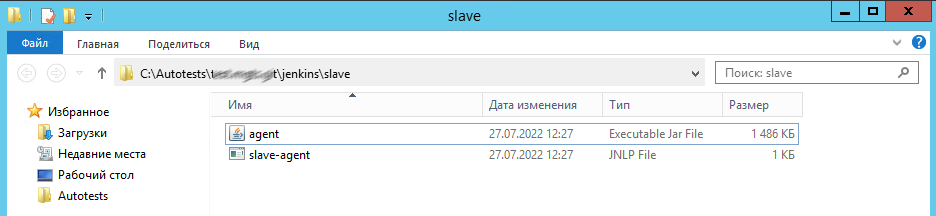 slave
Файл Главная Поделиться Вид
C:\Autotests\ \jenkins\slave Поиск: slave
Имя Дата изменения Тип Размер
Избранное
Загрузки
Недавние места
Рабочий стол
Autotests
agent 27.07.2022 12:27 Executable Jar File 1 486 КБ
slave-agent 27.07.2022 12:27 JNLP File 1 КБ